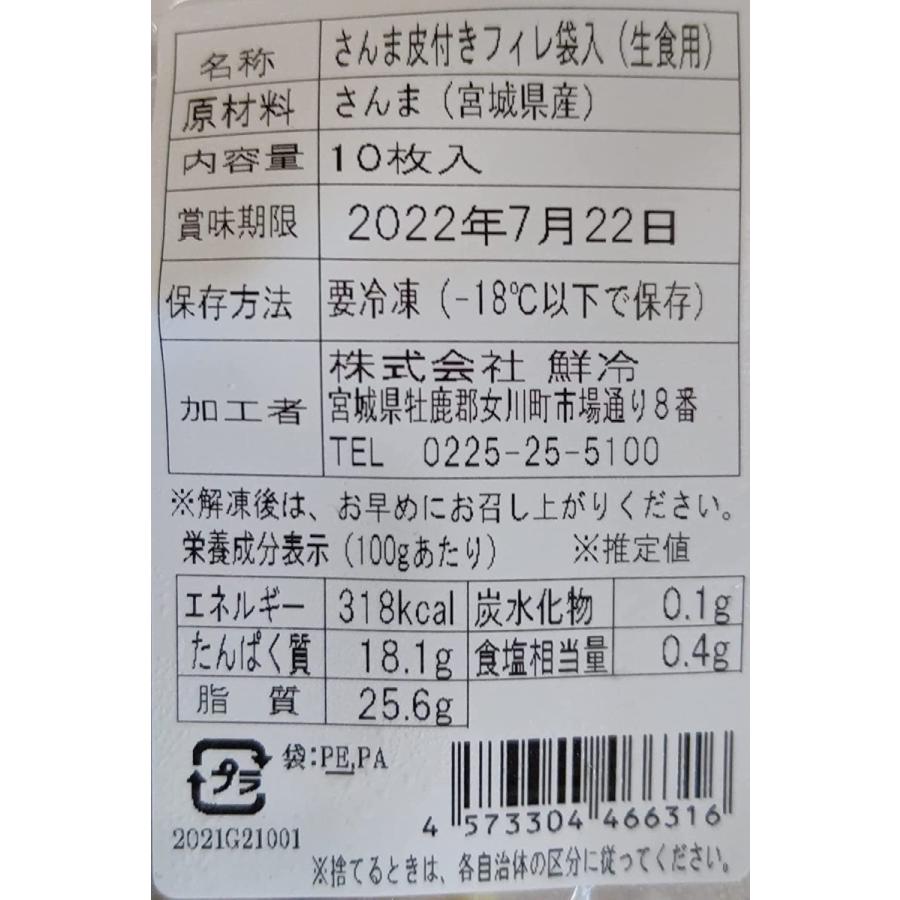 名称 さんま皮付きフィレ袋入（生食用）
原材料 さんま（宮城県産）
内容量 10枚入
賞味期限 2022年7月22日
保存方法 要冷凍（-18℃以下で保存）
加工者 株式会社 鮮冷
宮城県牡鹿郡女川町市場通り8番
TEL 0225-25-5100
※解凍後は、お早めにお召し上がりください。
栄養成分表示（100gあたり） ※推定値
エネルギー 318kcal 炭水化物 0.1g
たんぱく質 18.1g 食塩相当量 0.4g
脂 質 25.6g
プラ 袋:PE,PA
4 573304 466316
2021G21001
※捨てるときは、各自治体の区分に従ってください。